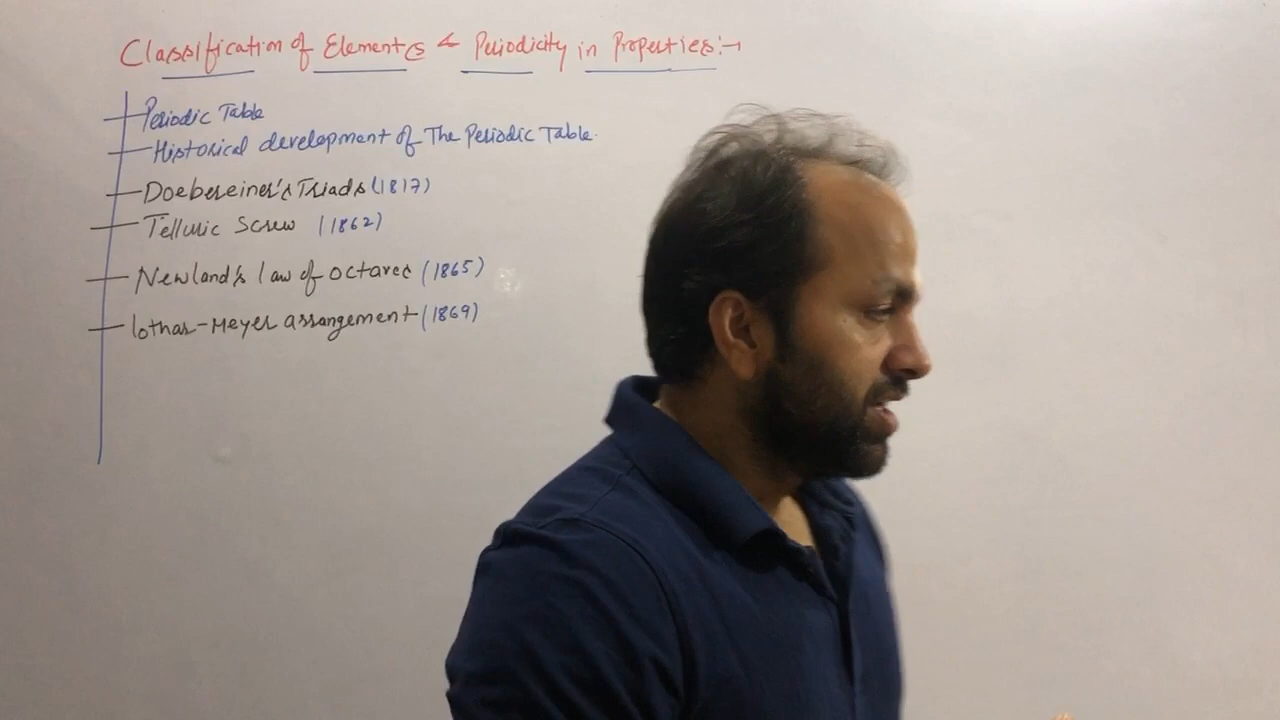 Classification of Elements & Periodicity in Properties:-
Periodic Table
Historical development of The Periodic Table.
Doebereiner's Triads (1817)
Telluric Screw (1862)
Newland's law of octaves (1865)
lothar-Meyer arrangement (1869)